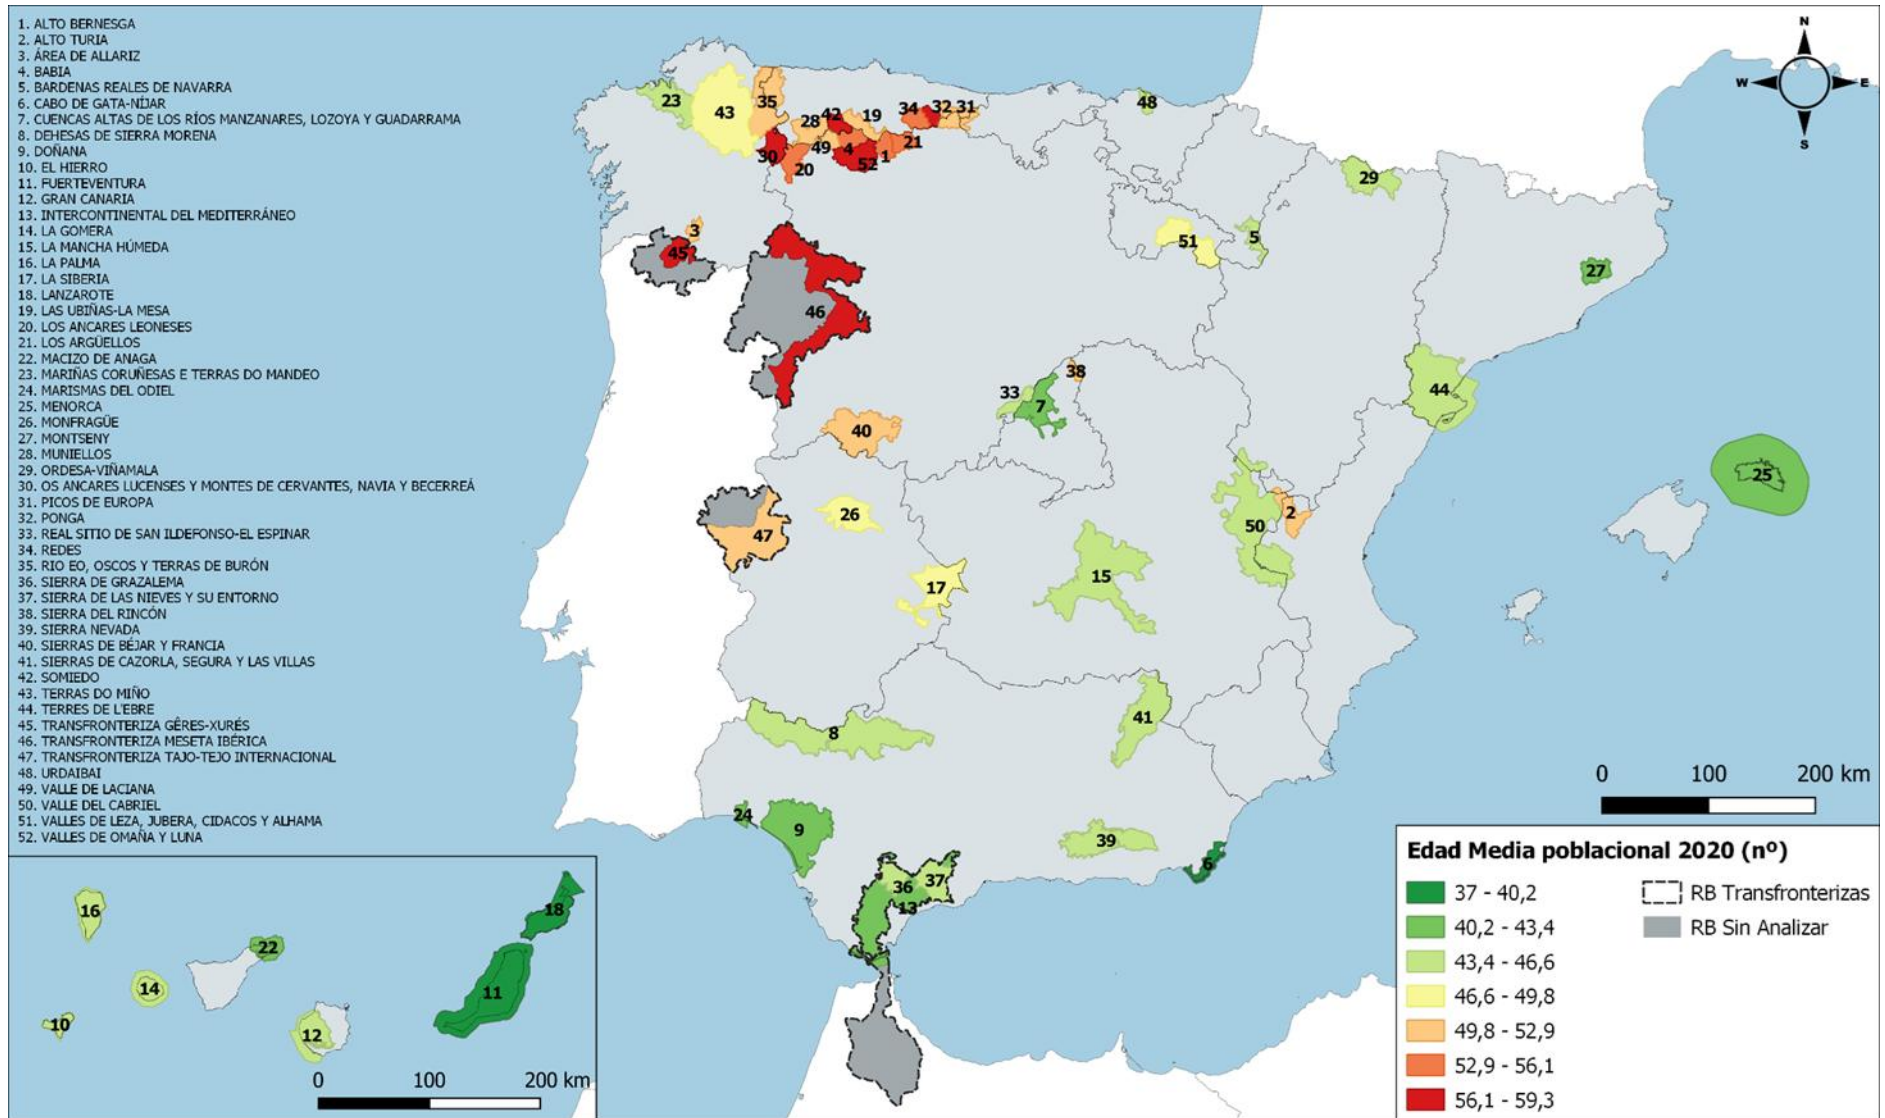 1. ALTO BERNESGA
2. ALTO TURIA
3. ÁREA DE ALLARIZ
4. BABIA
5. BARDENAS REALES DE NAVARRA
6. CABO DE GATA-NÍJAR
7. CUENCAS ALTAS DE LOS RÍOS MANZANARES, LOZOYA Y GUADARRAMA
8. DEHESAS DE SIERRA MORENA
9. DOÑANA
10. EL HIERRO
11. FUERTEVENTURA
12. GRAN CANARIA
13. INTERCONTINENTAL DEL MEDITERRÁNEO
14. LA GOMERA
15. LA MANCHA HÚMEDA
16. LA PALMA
17. LA SIBERIA
18. LANZAROTE
19. LAS UBIÑAS-LA MESA
20. LOS ANCARES LEONESES
21. LOS ARGÜELLOS
22. MACIZO DE ANAGA
23. MARIÑAS CORUÑESAS E TERRAS DO MANDEO
24. MARISMAS DEL ODIEL
25. MENORCA
26. MONFRAGÜE
27. MONTSENY
28. MUNIELLOS
29. ORDESA-VIÑAMALA
30. OS ANCARES LUCENSES Y MONTES DE CERVANTES, NAVIA Y BECERREÁ
31. PICOS DE EUROPA
32. PONGA
33. REAL SITIO DE SAN ILDEFONSO-EL ESPINAR
34. REDES
35. RIO EO, OSCOS Y TERRAS DE BURÓN
36. SIERRA DE GRAZALEMA
37. SIERRA DE LAS NIEVES Y SU ENTORNO
38. SIERRA DEL RINCÓN
39. SIERRA NEVADA
40. SIERRAS DE BÉJAR Y FRANCIA
41. SIERRAS DE CAZORLA, SEGURA Y LAS VILLAS
42. SOMIEDO
43. TERRAS DO MIÑO
44. TERRES DE L'EBRE
45. TRANSFRONTERIZA GÊRES-XURÉS
46. TRANSFRONTERIZA MESETA IBÉRICA
47. TRANSFRONTERIZA TAJO-TEJO INTERNACIONAL
48. URDAIBAI
49. VALLE DE LACIANA
50. VALLE DEL CABRIEL
51. VALLES DE LEZA, JUBERA, CIDACOS Y ALHAMA
52. VALLES DE OMAÑA Y LUNA
N
W E
S
23 43 35 28 42 19 34 32 31 48
30 20 49 4 52 1 21
29
3 45 51 5
27
46
33 7 38 44
40
25
26 47 50 2
17 15
8 41
24 9 39 6
36 37
13
0 100 200 km
16 18
22
14 11
10 12
0 100 200 km
Edad Media poblacional 2020 (nº)
37 - 40,2
40,2 - 43,4
43,4 - 46,6
46,6 - 49,8
49,8 - 52,9
52,9 - 56,1
56,1 - 59,3
RB Transfronterizas
RB Sin Analizar